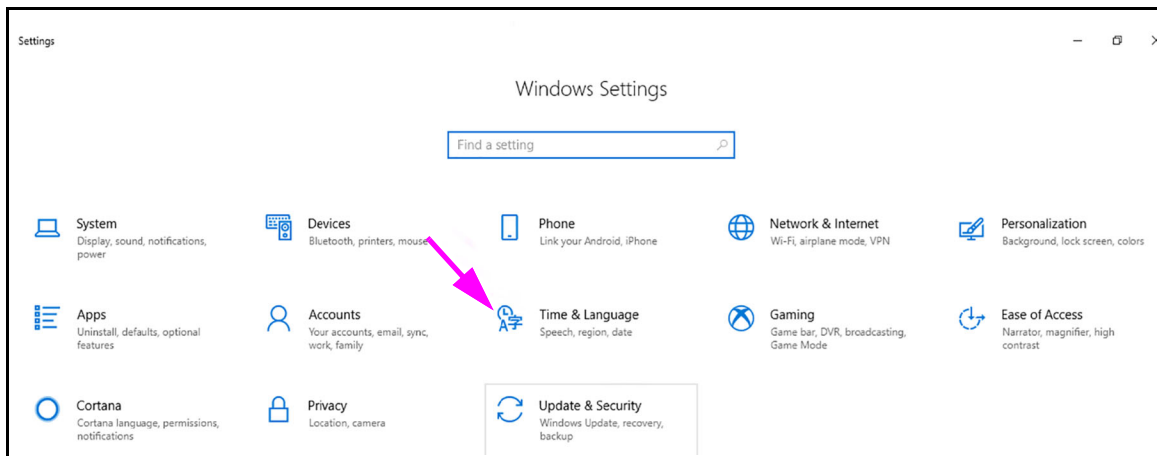 Settings
Windows Settings
Find a setting
System
Display, sound, notifications,
power
Devices
Bluetooth, printers, mouse
Phone
Link your Android, iPhone
Network & Internet
Wi-Fi, airplane mode, VPN
Personalization
Background, lock screen, colors
Apps
Uninstall, defaults, optional
features
Accounts
Your accounts, email, sync,
work, family
Time & Language
Speech, region, date
Gaming
Game bar, DVR, broadcasting,
Game Mode
Ease of Access
Narrator, magnifier, high
contrast
Cortana
Cortana language, permissions,
notifications
Privacy
Location, camera
Update & Security
Windows Update, recovery,
backup